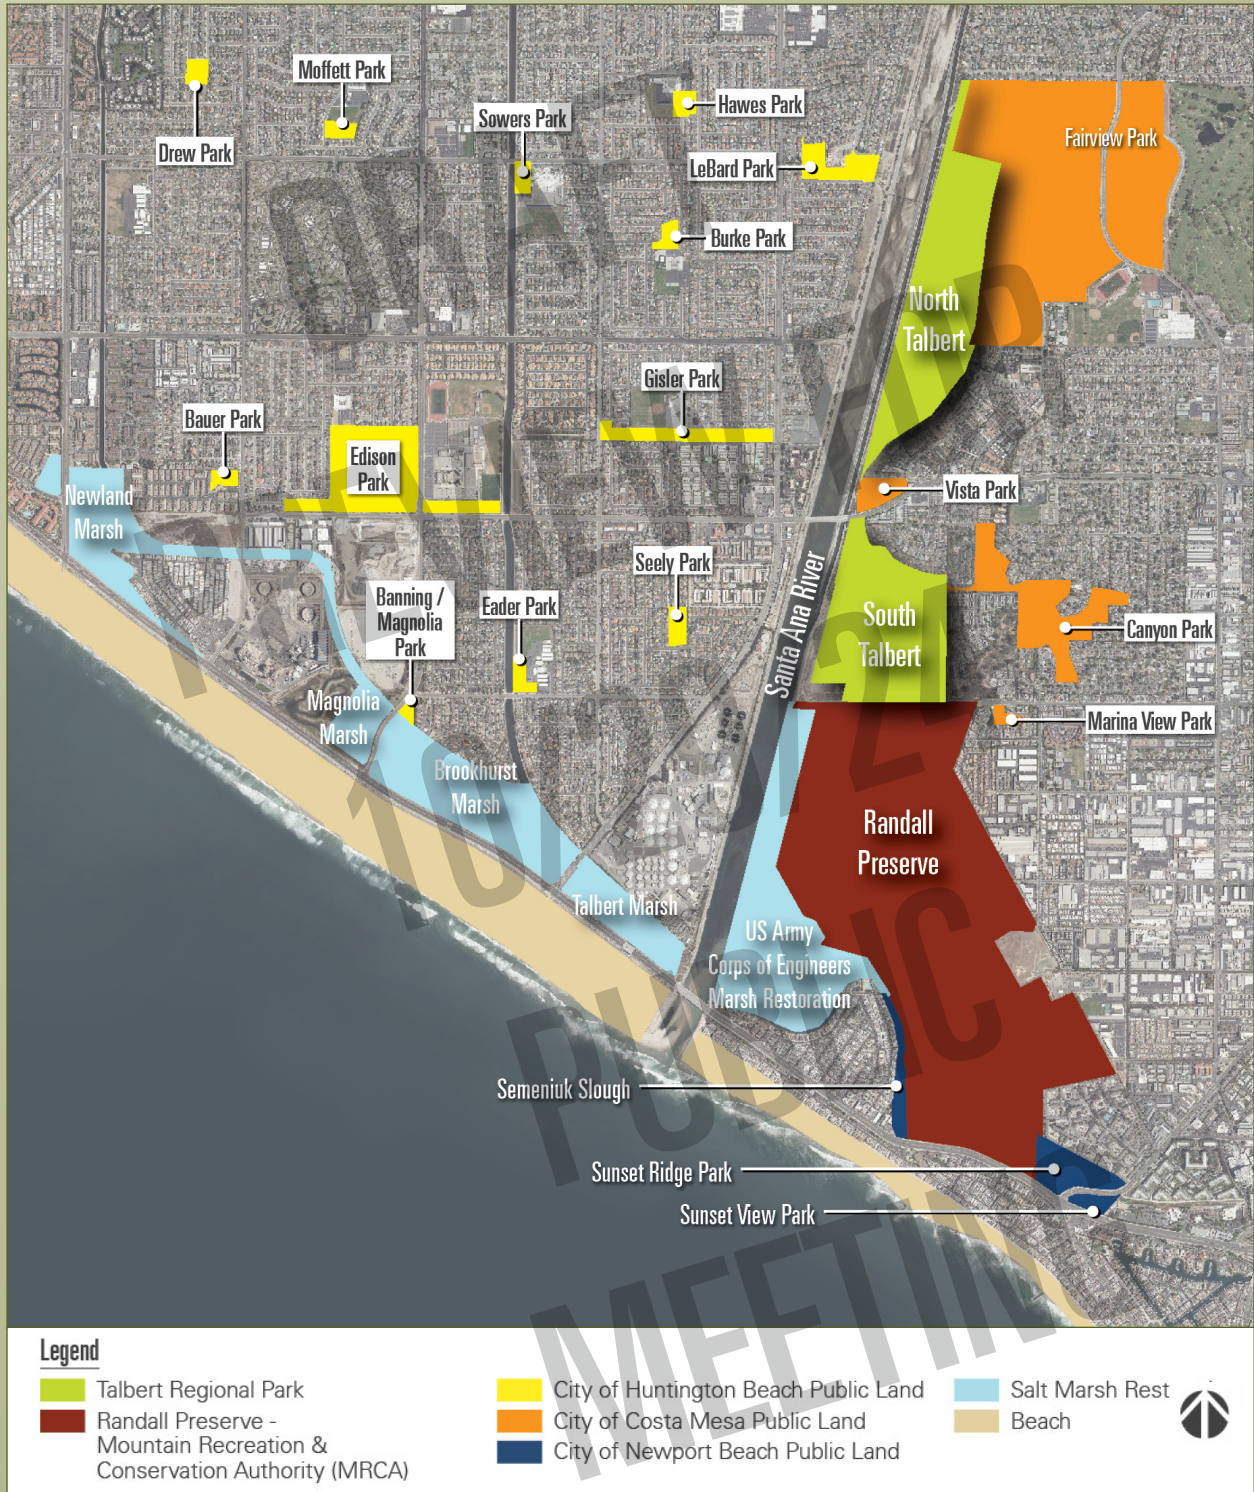 Moffett Park
Drew Park
Sowers Park
Hawes Park
LeBard Park
Burke Park
Fairview Park
North
Talbert
Gisler Park
Bauer Park
Edison
Park
Vista Park
Newland
Marsh
Seely Park
Santa Ana River
Banning /
Magnolia
Park
Eader Park
South
Talbert
Canyon Park
Magnolia
Marsh
Marina View Park
Brookhurst
Marsh
Randall
Preserve
Talbert Marsh
US Army
Corps of Engineers
Marsh Restoration
Semeniuk Slough
Sunset Ridge Park
Sunset View Park
PUBLIC
MEETING
Legend
Talbert Regional Park
Randall Preserve -
Mountain Recreation &
Conservation Authority (MRCA)
City of Huntington Beach Public Land
City of Costa Mesa Public Land
City of Newport Beach Public Land
Salt Marsh Rest
Beach